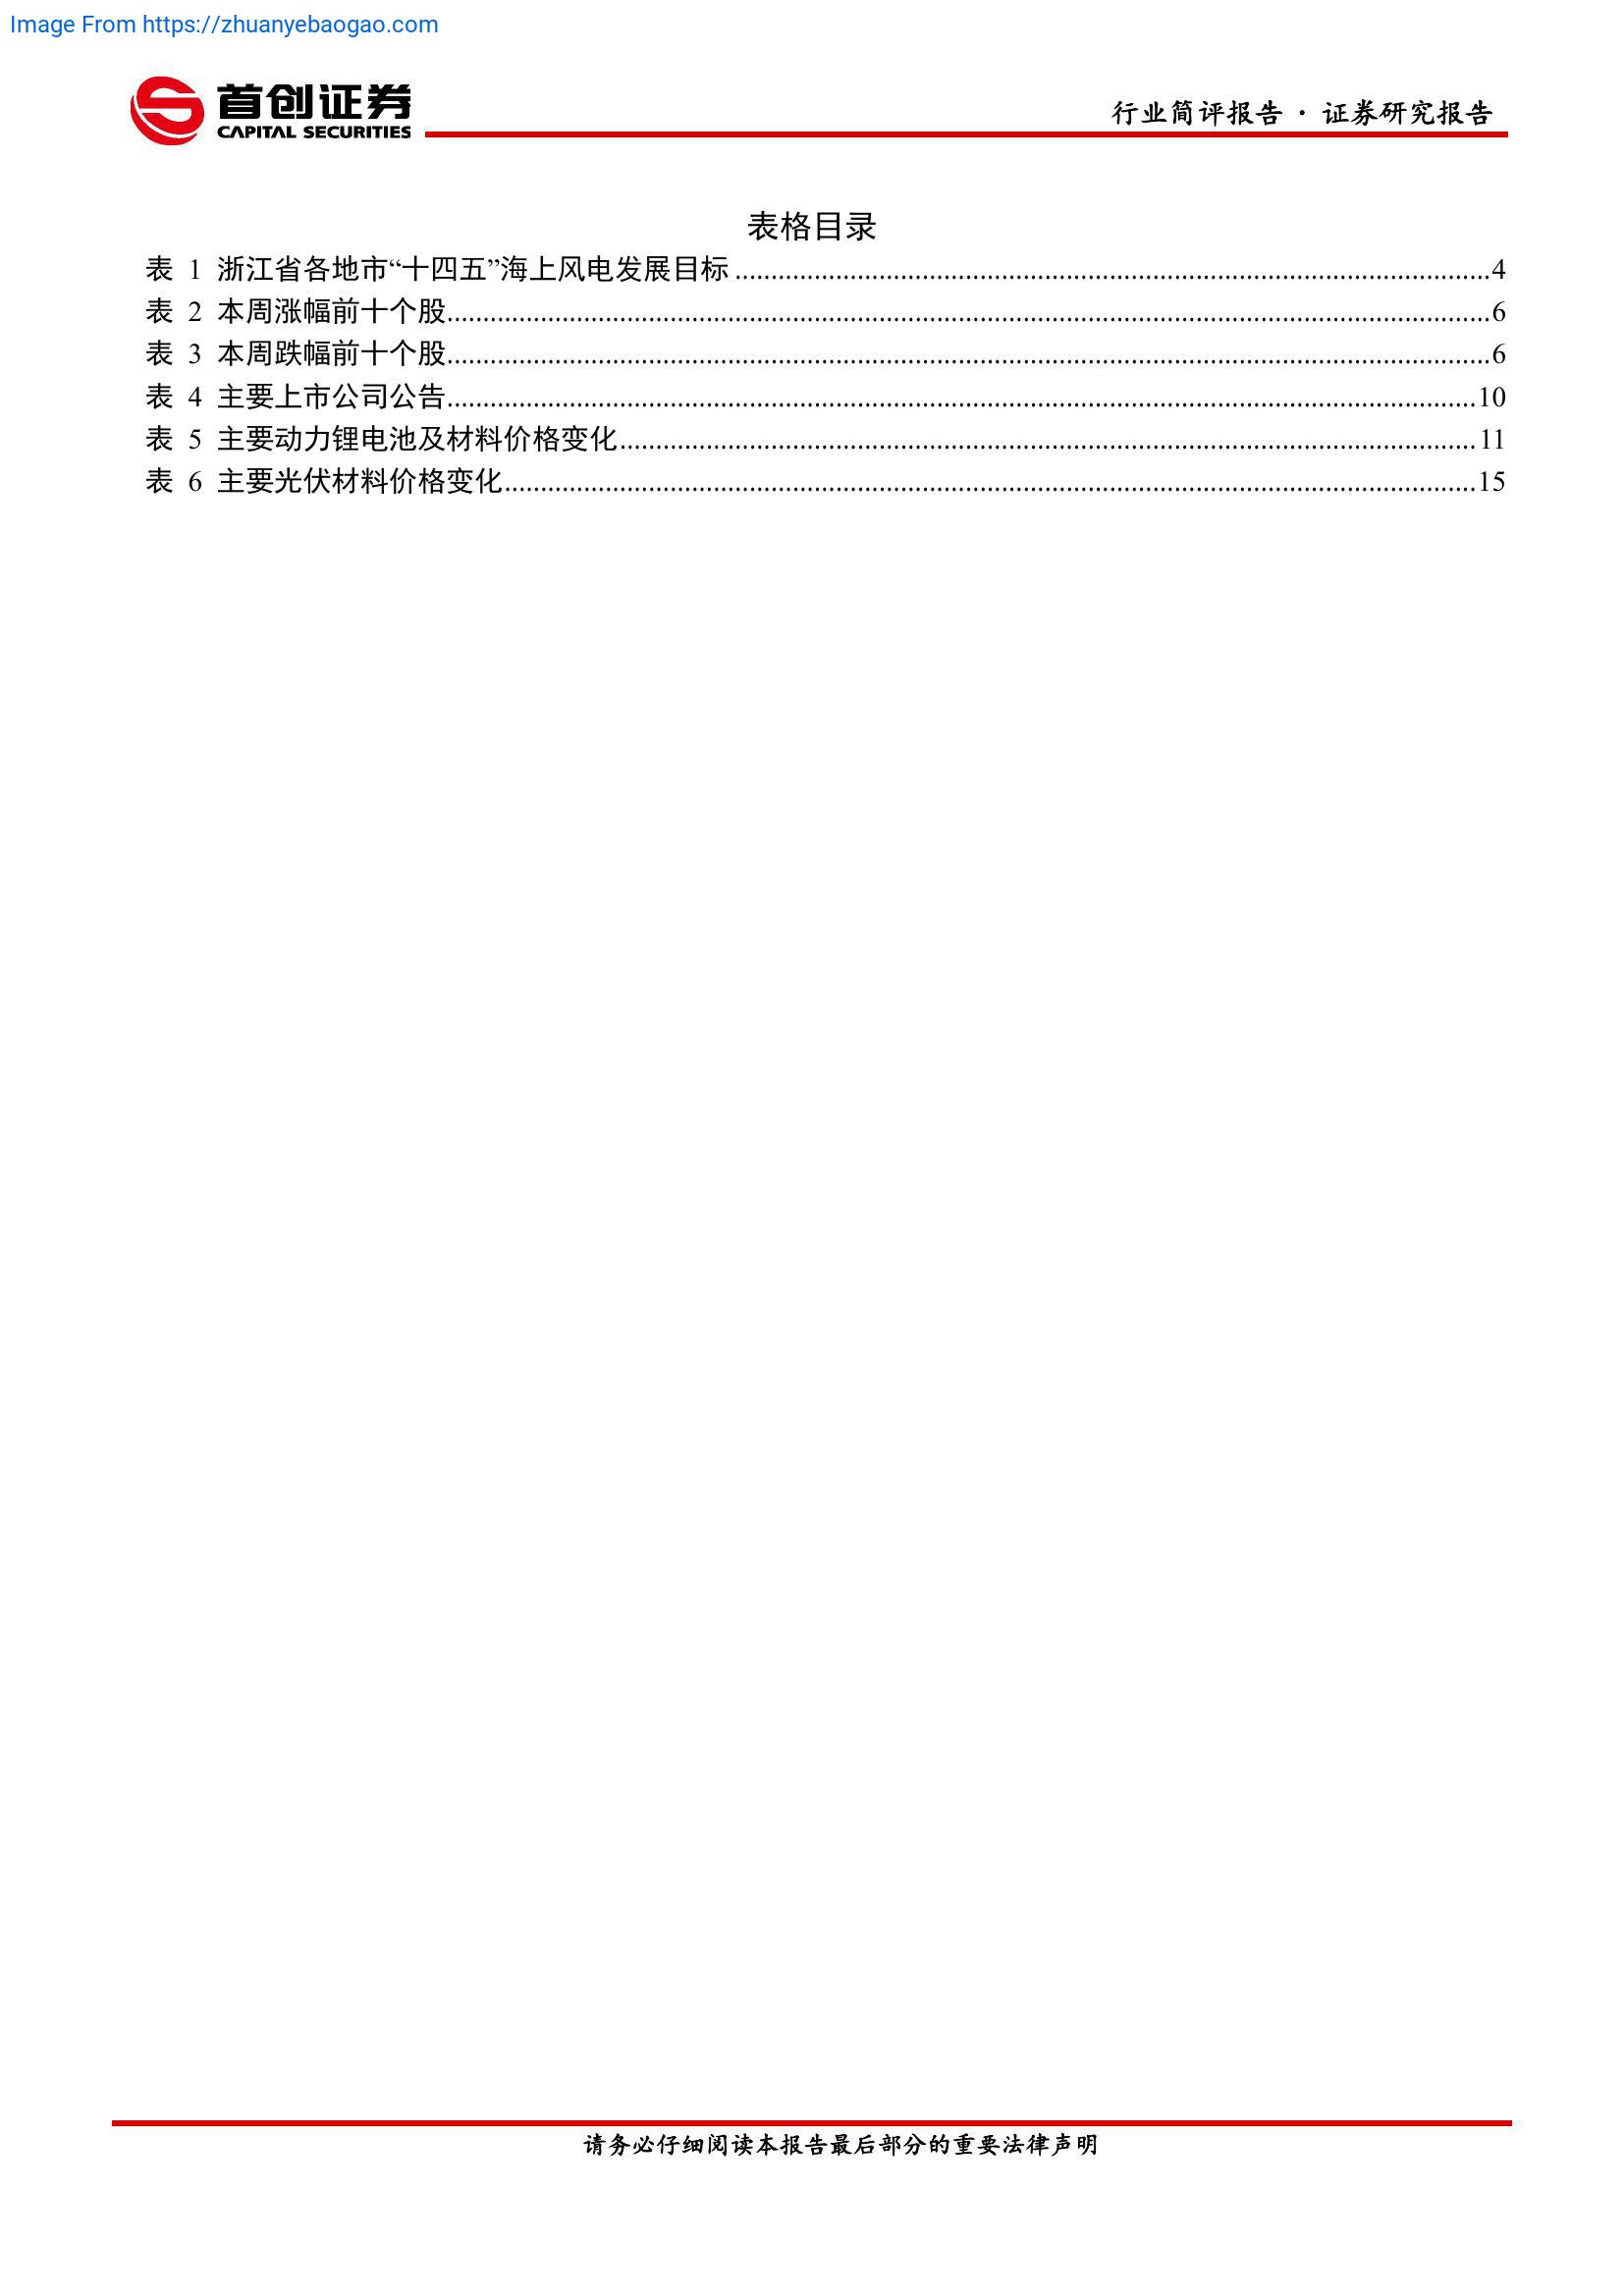 Image From https://zhuanyebaogao.com
首创证券
CAPITAL SECURITIES
行业简评报告 · 证券研究报告
表格目录
表 1 浙江省各地市“十四五”海上风电发展目标 ........................................................................................................ 4
表 2 本周涨幅前十个股................................................................................................................................................ 6
表 3 本周跌幅前十个股................................................................................................................................................ 6
表 4 主要上市公司公告.............................................................................................................................................. 10
表 5 主要动力锂电池及材料价格变化...................................................................................................................... 11
表 6 主要光伏材料价格变化...................................................................................................................................... 15
请务必仔细阅读本报告最后部分的重要法律声明